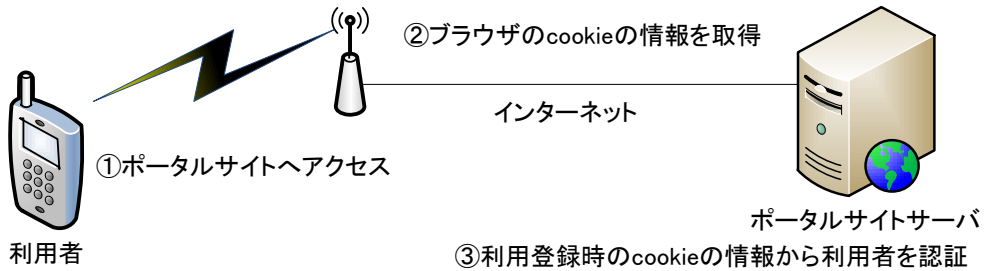 ②ブラウザのcookieの情報を取得
インターネット
①ポータルサイトへアクセス
利用者
ポータルサイトサーバ
③利用登録時のcookieの情報から利用者を認証